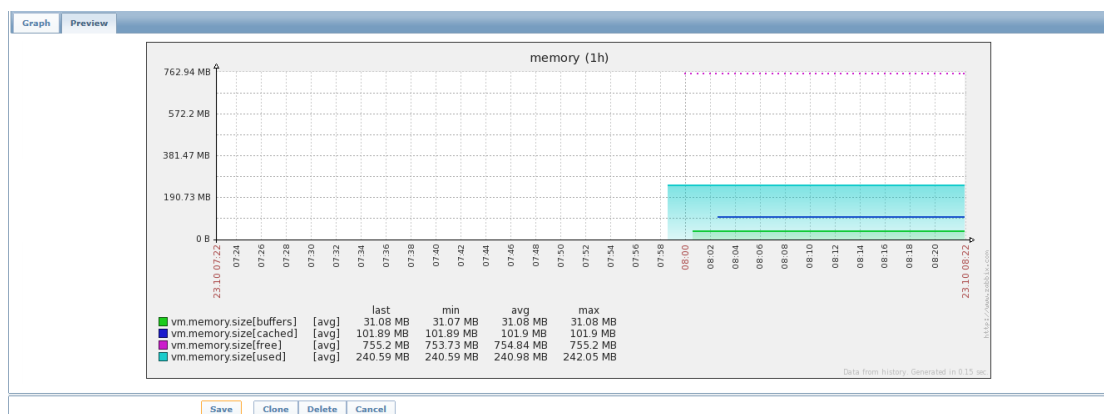 Graph Preview
memory (1h)
762.94 MB
572.2 MB
381.47 MB
190.73 MB
0 B
23.10 07:22 07:24 07:26 07:28 07:30 07:32 07:34 07:36 07:38 07:40 07:42 07:44 07:46 07:48 07:50 07:52 07:54 07:56 07:58 08:00 08:02 08:04 08:06 08:08 08:10 08:12 08:14 08:16 08:18 08:20 23.10 08:22
http://www.zabbix.com
last min avg max
vm.memory.size[buffers] [avg] 31.08 MB 31.07 MB 31.08 MB 31.08 MB
vm.memory.size[cached] [avg] 101.89 MB 101.89 MB 101.9 MB 101.9 MB
vm.memory.size[free] [avg] 755.2 MB 753.73 MB 754.84 MB 755.2 MB
vm.memory.size[used] [avg] 240.59 MB 240.59 MB 240.98 MB 242.05 MB
Data from history. Generated in 0.15 sec.
Save Clone Delete Cancel